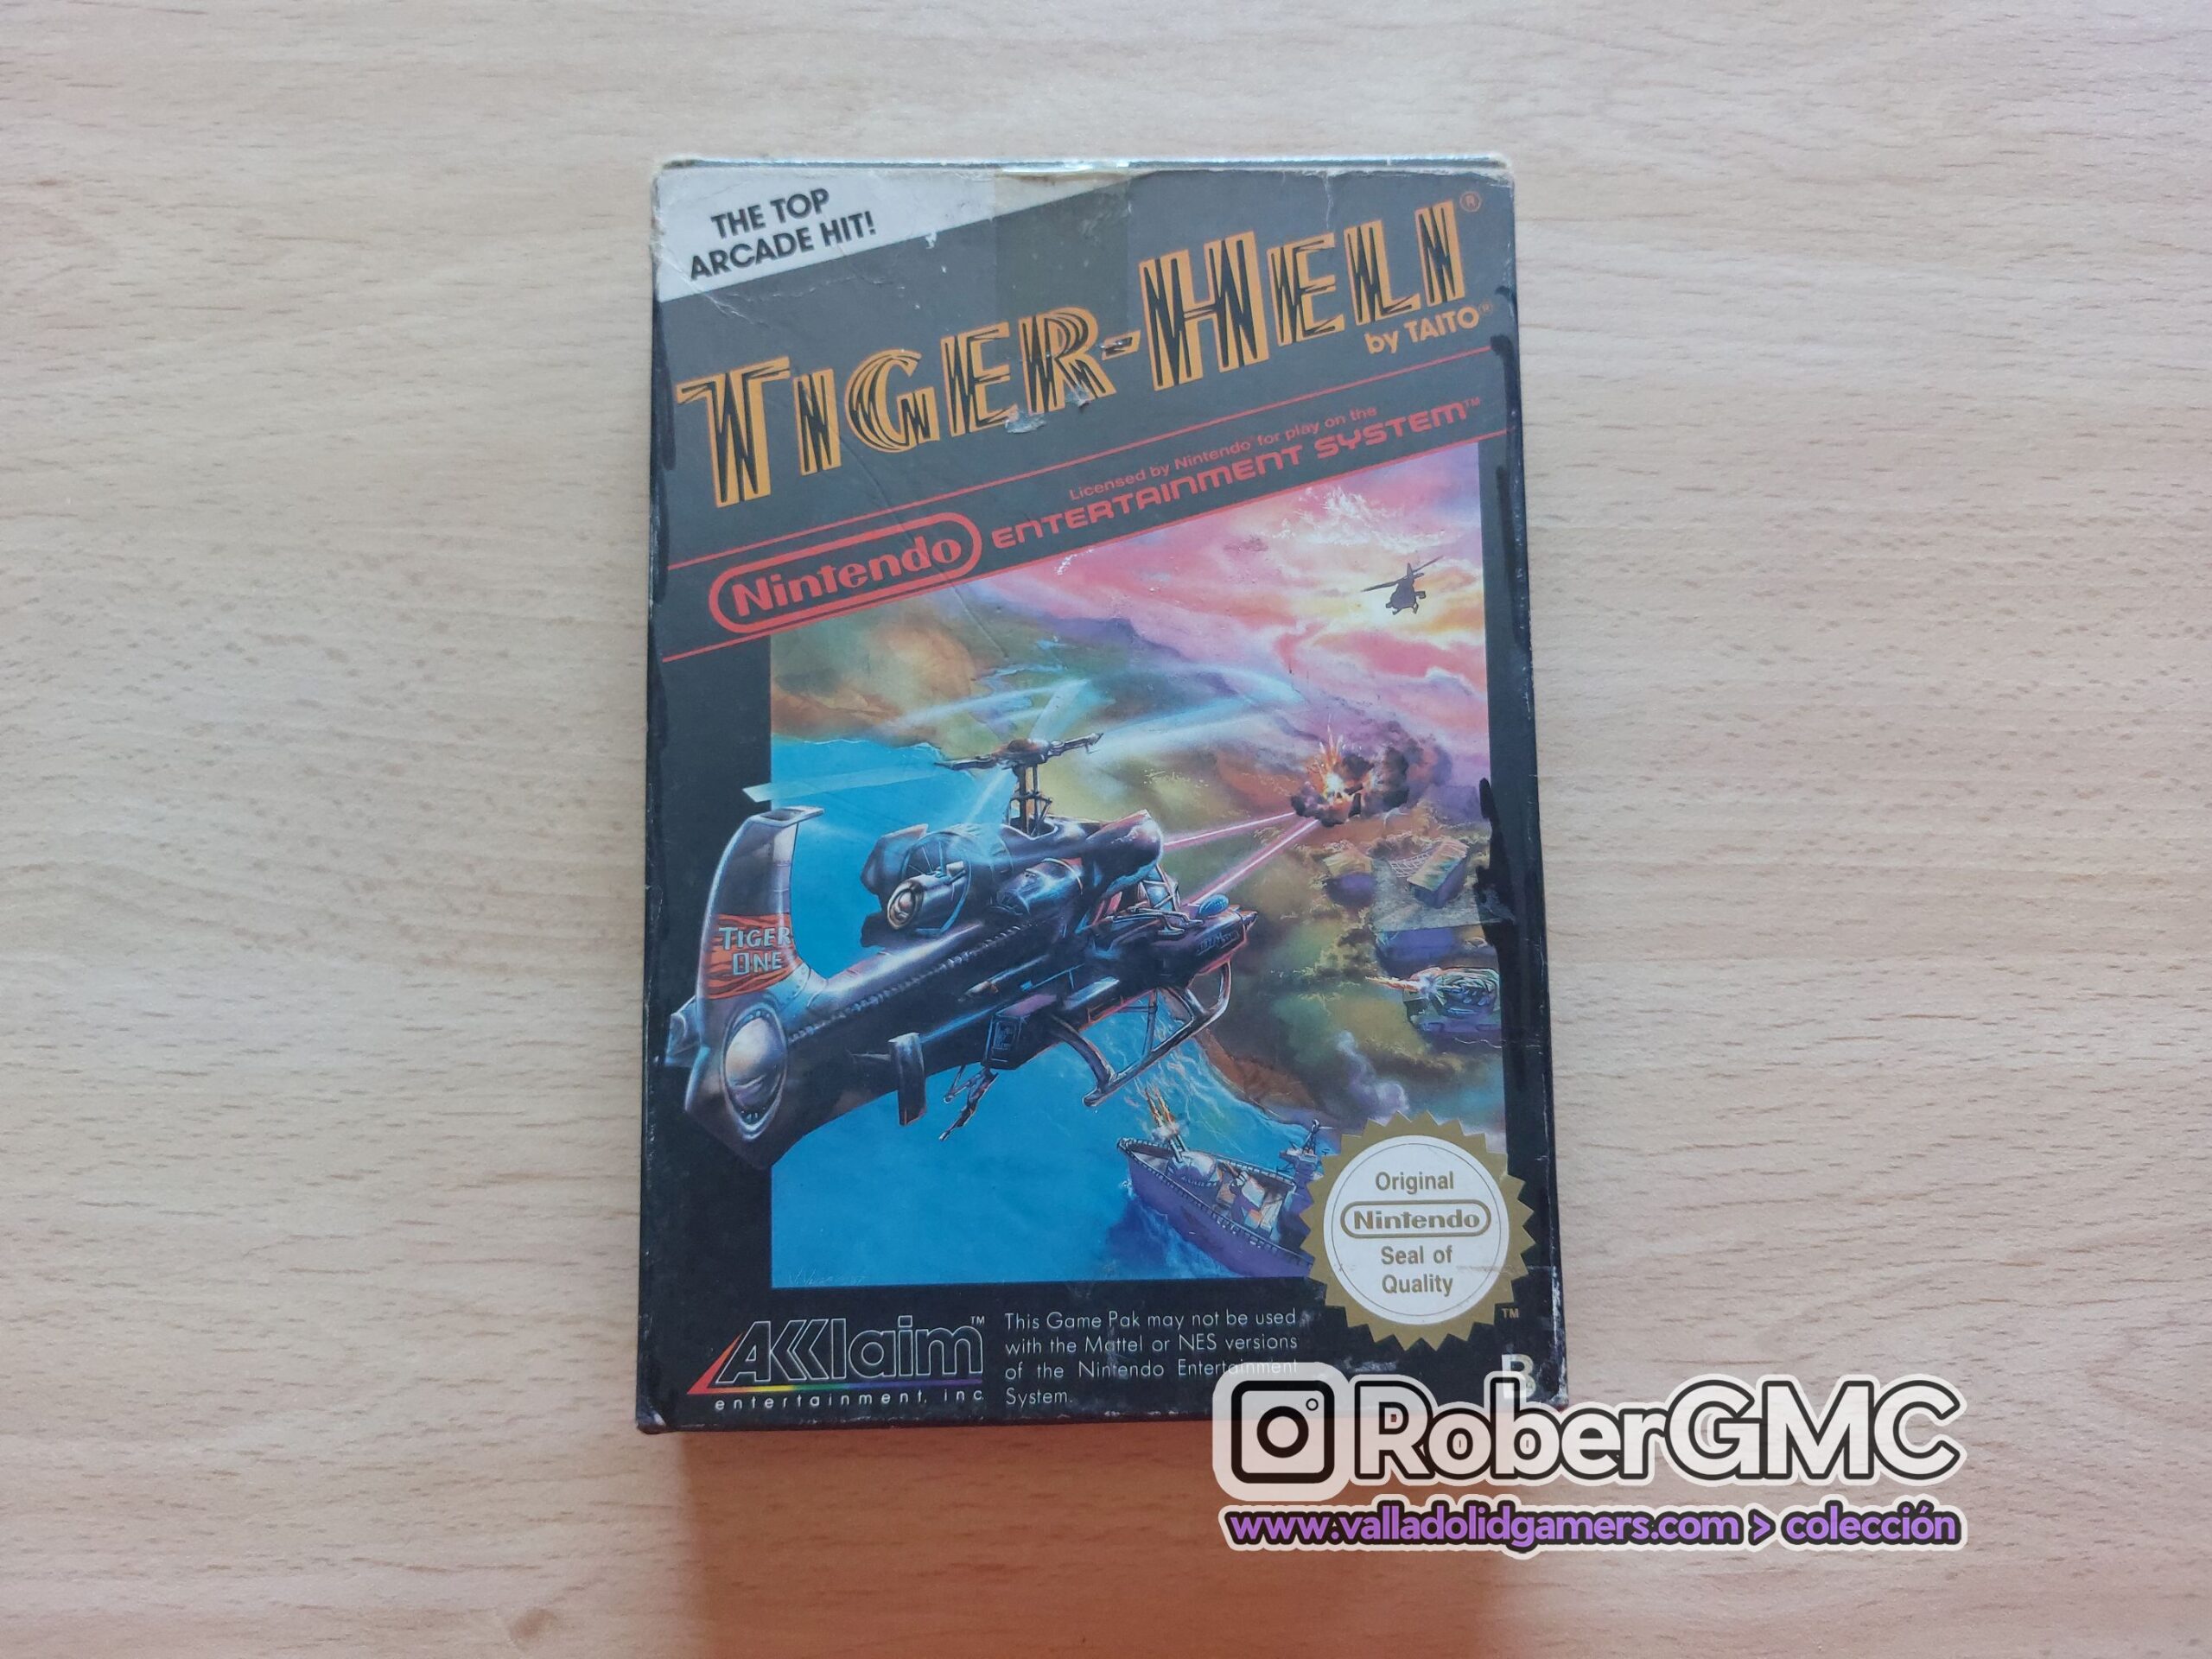 THE TOP
ARCADE HIT!
TIGER-HELI®
by TAITO
Licensed by Nintendo® for play on the
Nintendo ENTERTAINMENT SYSTEM™
TIGER
ONE
Original
Nintendo
Seal of
Quality
TM
AKKlaim™
entertainment, inc.
This Game Pak may not be used
with the Mattel or NES versions
of the Nintendo Entertainment
System.
B
RoberGMC
www.valladolidgamers.com > colección